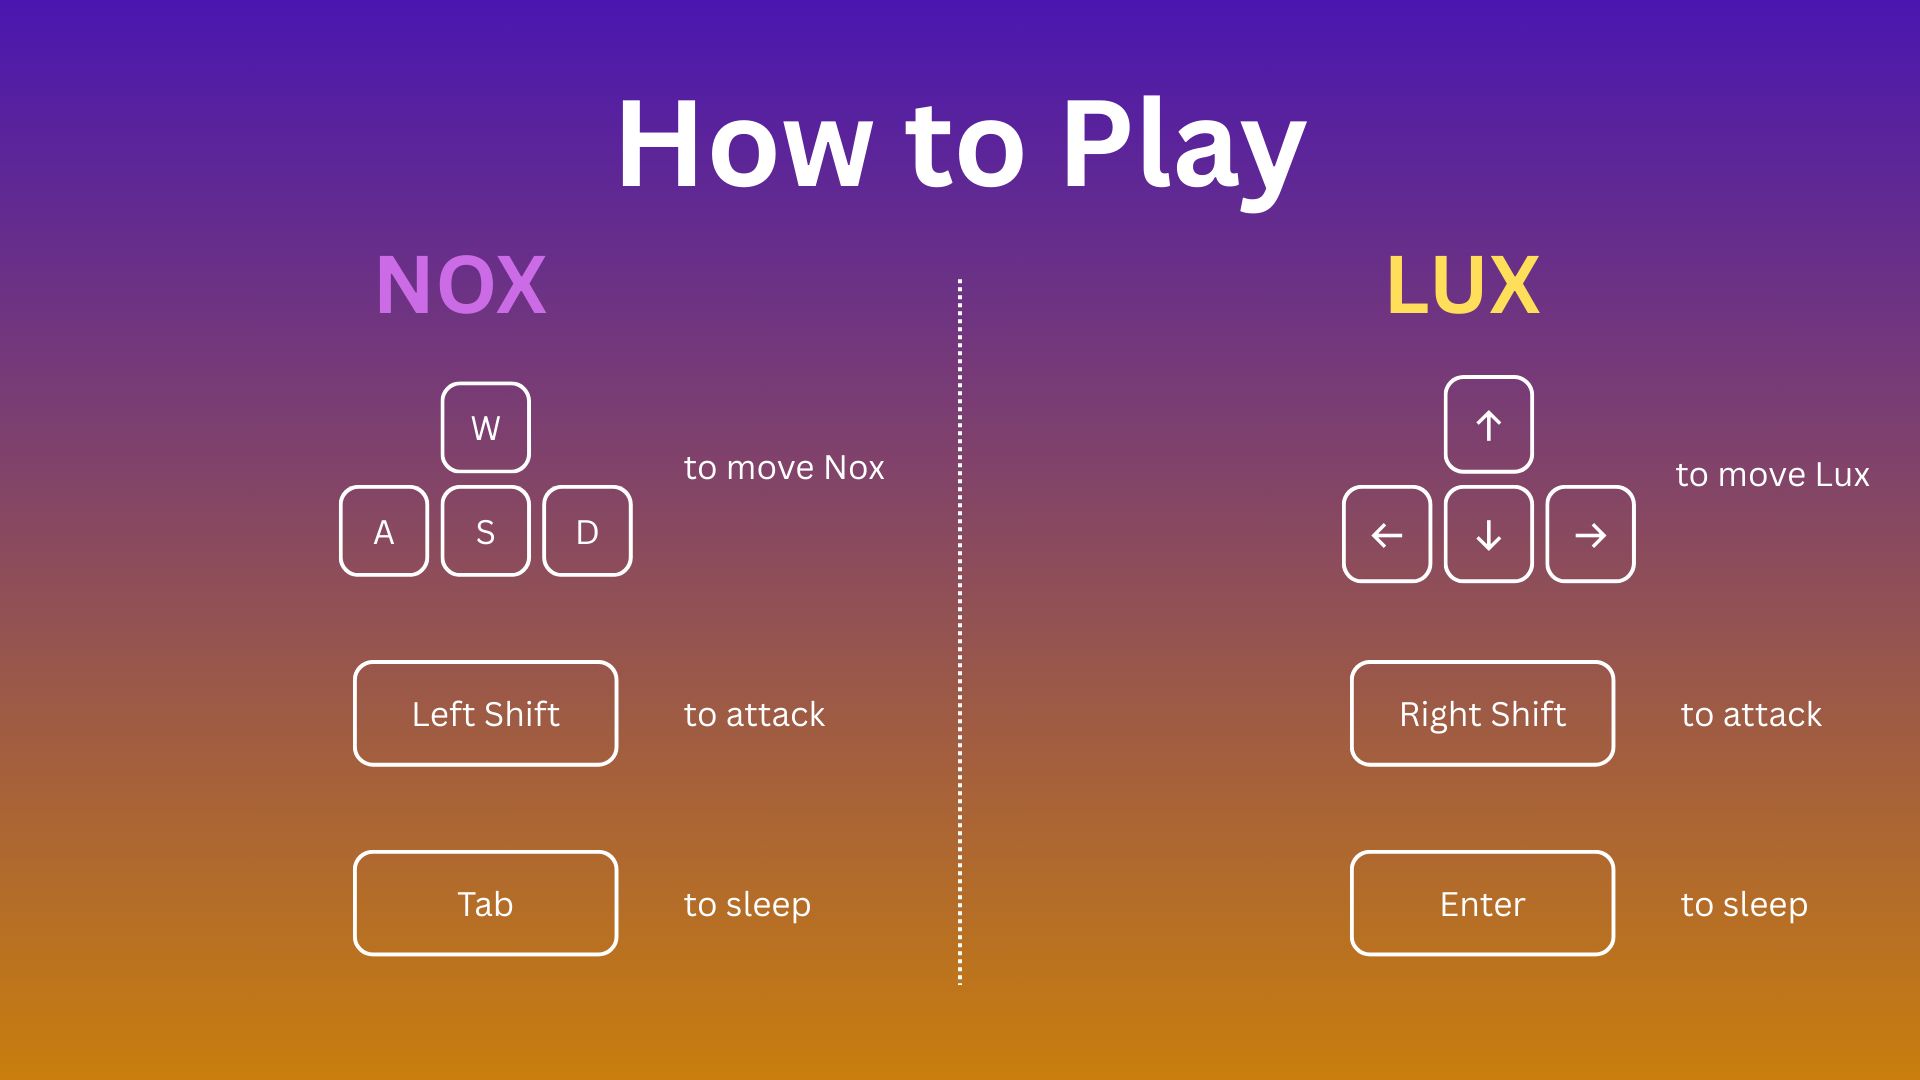 How to Play
NOX
W
A S D
to move Nox
Left Shift
to attack
Tab
to sleep
LUX
↑
← ↓ →
to move Lux
Right Shift
to attack
Enter
to sleep